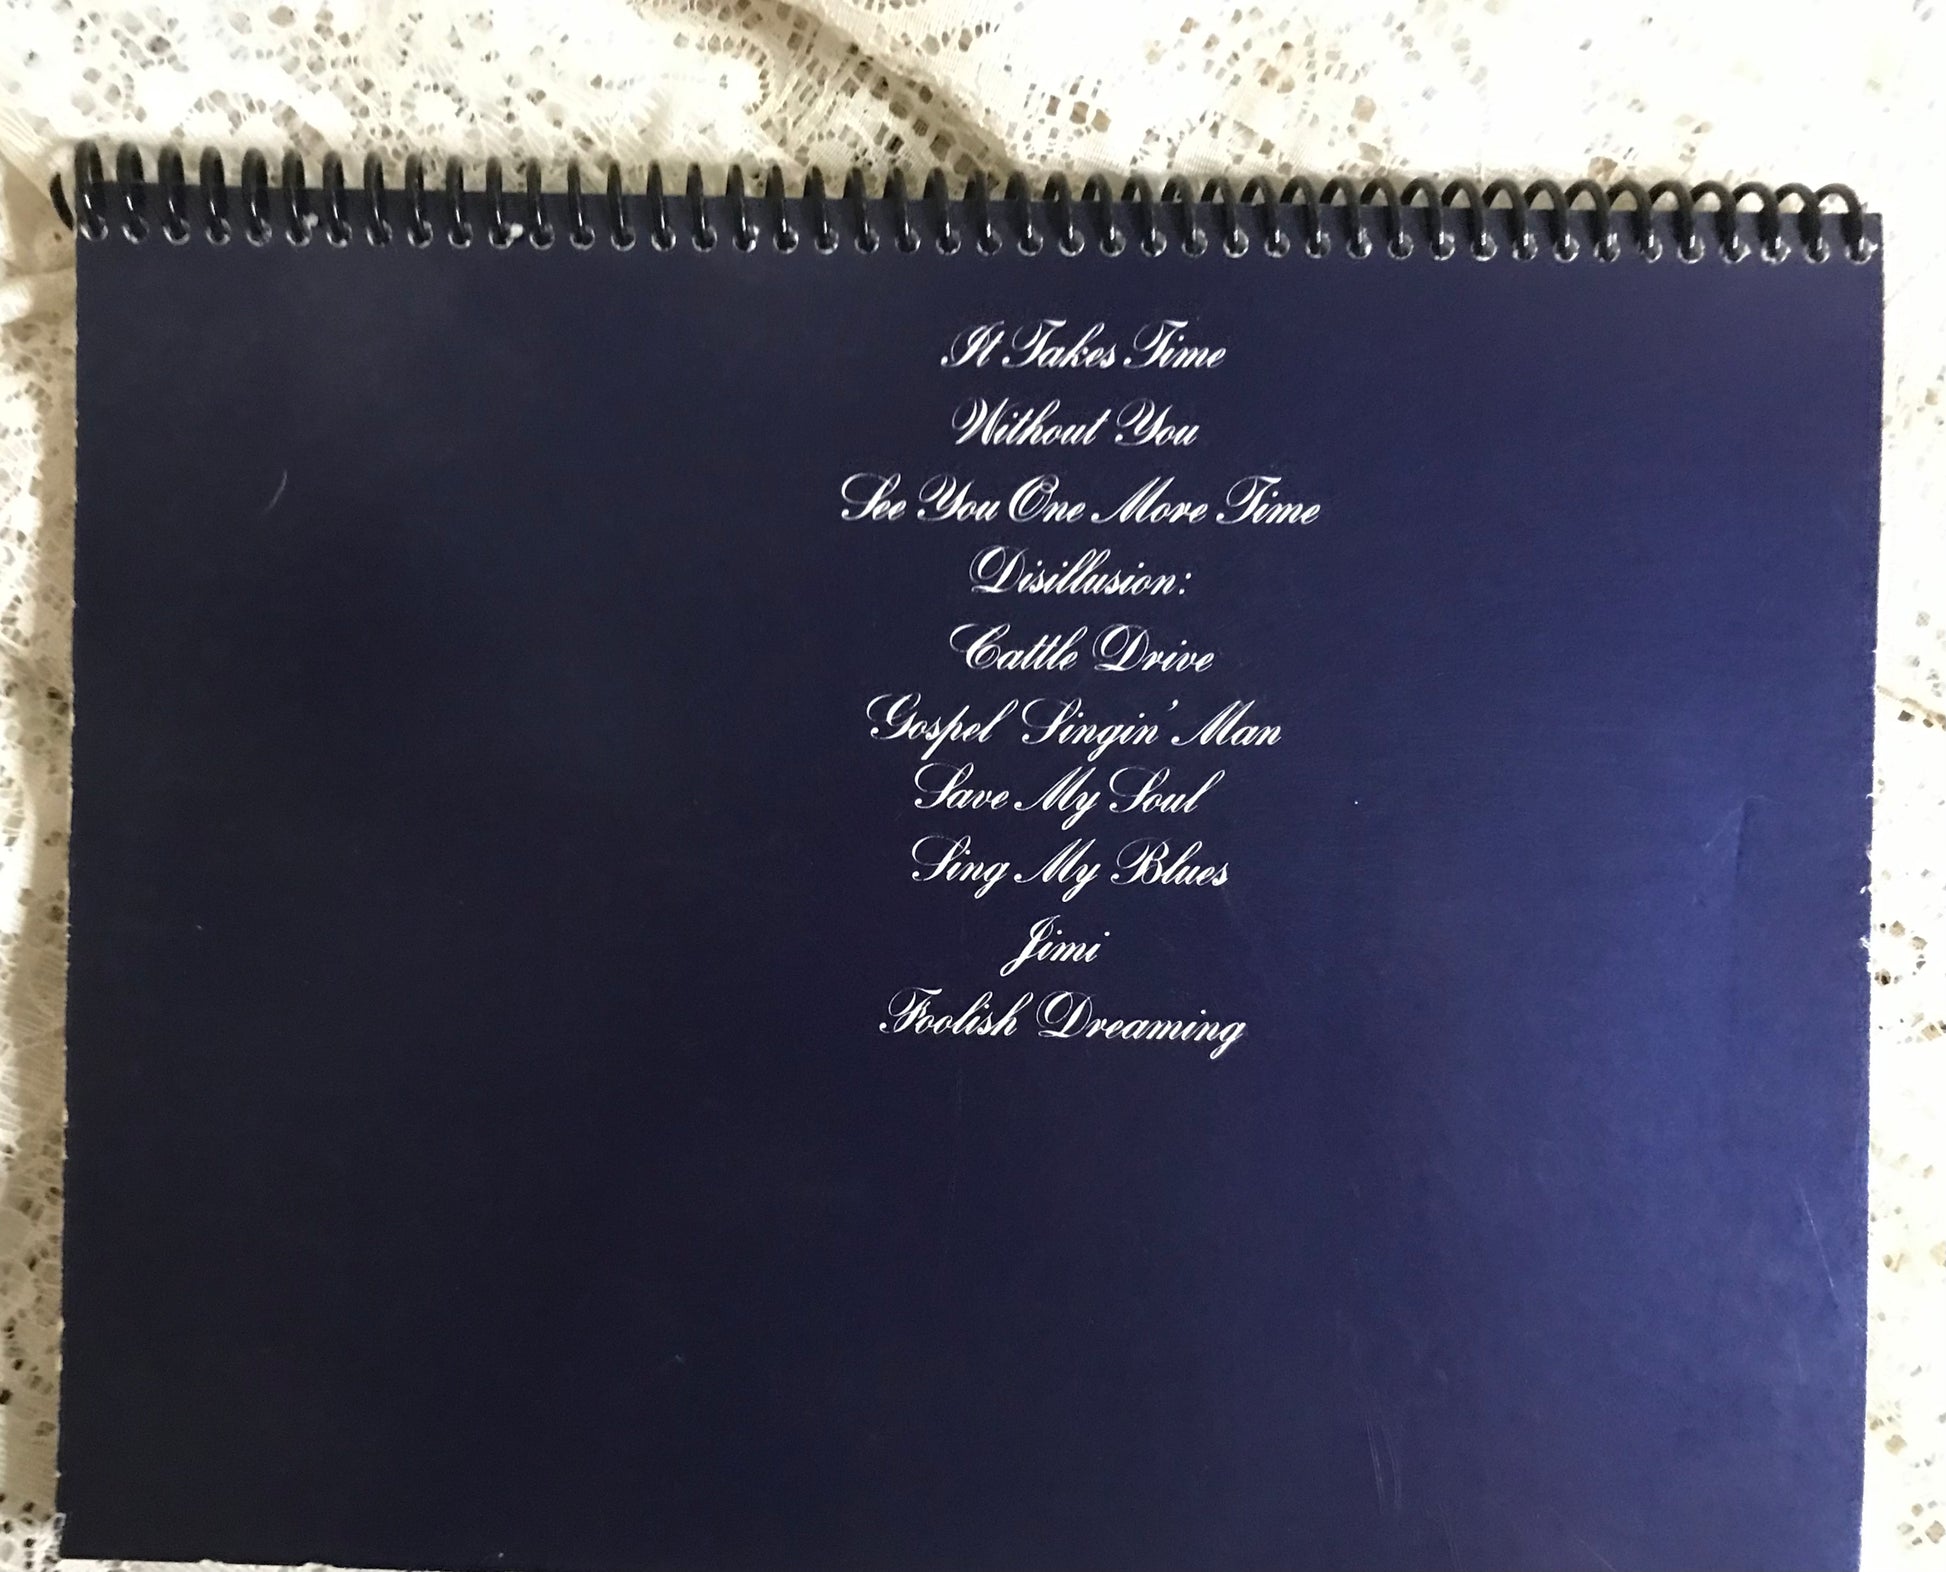 It Takes Time
Without You
See You One More Time
Disillusion:
Cattle Drive
Gospel Singin' Man
Save My Soul
Sing My Blues
Jimi
Foolish Dreaming